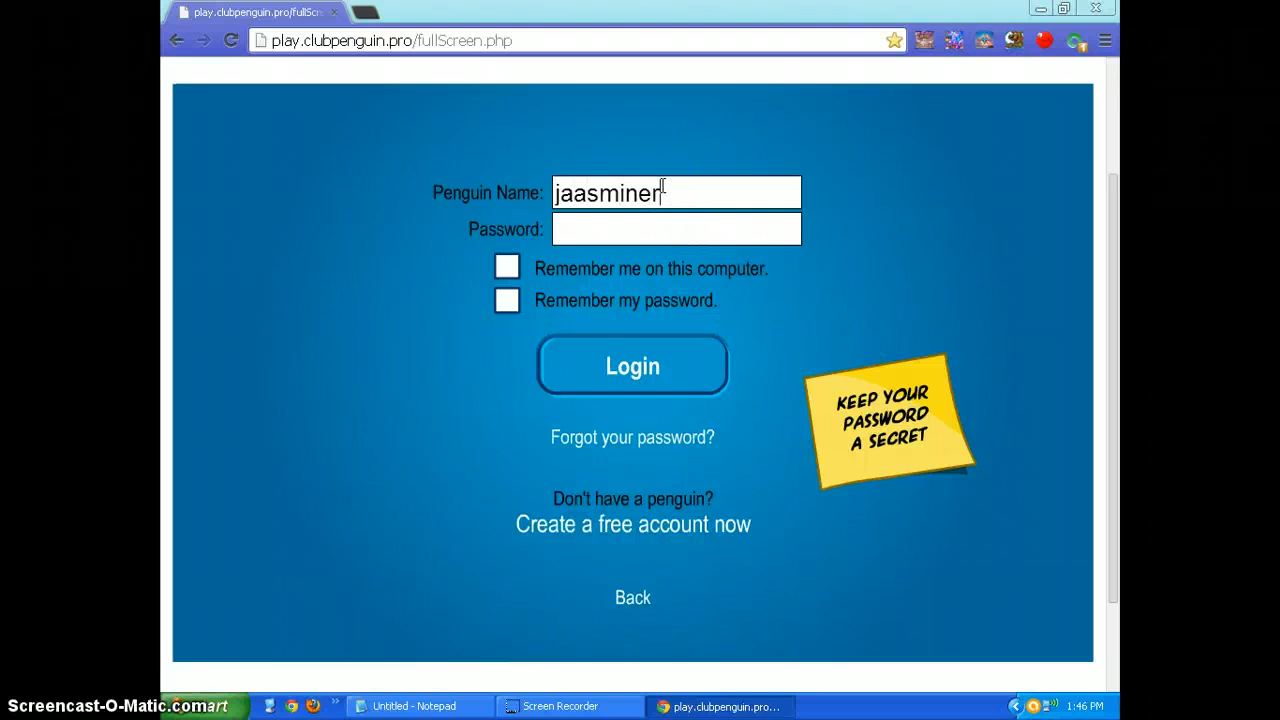 play.clubpenguin.pro/fullScr
play.clubpenguin.pro/fullScreen.php
Penguin Name: jaasminer
Password:
Remember me on this computer.
Remember my password.
Login
KEEP YOUR
PASSWORD
A SECRET
Forgot your password?
Don't have a penguin?
Create a free account now
Back
Screencast-O-Matic.com
art
Untitled - Notepad
Screen Recorder
play.clubpenguin.pro...
1:46 PM